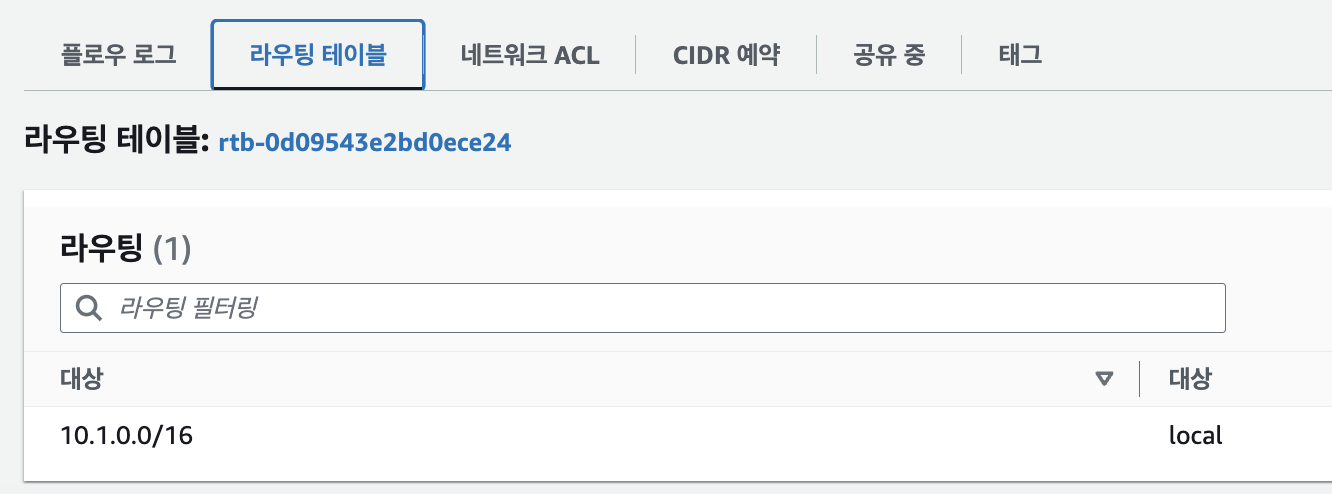 플로우 로그 라우팅 테이블 네트워크 ACL CIDR 예약 공유 중 태그
라우팅 테이블: rtb-0d09543e2bd0ece24
라우팅 (1)
라우팅 필터링
대상 대상
10.1.0.0/16 local